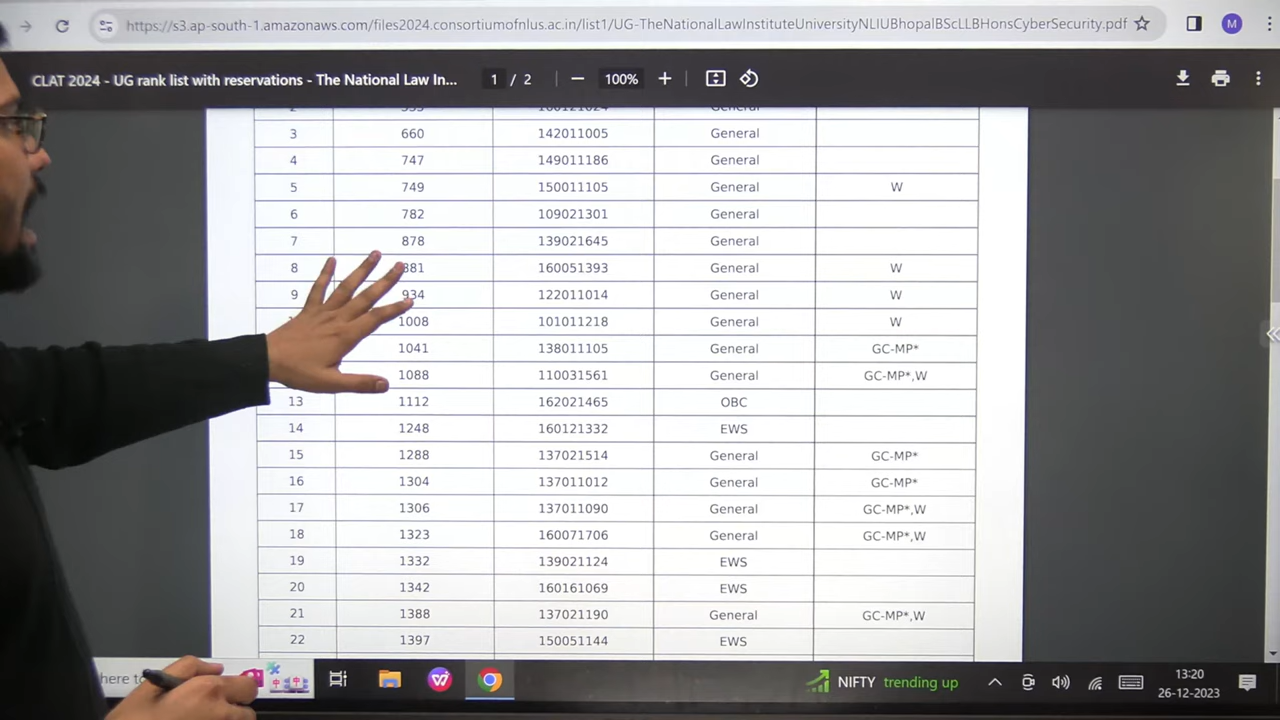 https://s3.ap-south-1.amazonaws.com/files2024.consortiumofnlus.ac.in/list1/UG-TheNationalLawInstituteUniversityNLIUBhopalBScLLBHonsCyberSecurity.pdf
M
CLAT 2024 - UG rank list with reservations - The National Law In... 1 / 2 100%
3 660 142011005 General
4 747 149011186 General
5 749 150011105 General W
6 782 109021301 General
7 878 139021645 General
8 881 160051393 General W
9 934 122011014 General W
1008 101011218 General W
1041 138011105 General GC-MP*
1088 110031561 General GC-MP*,W
13 1112 162021465 OBC
14 1248 160121332 EWS
15 1288 137021514 General GC-MP*
16 1304 137011012 General GC-MP*
17 1306 137011090 General GC-MP*,W
18 1323 160071706 General GC-MP*,W
19 1332 139021124 EWS
20 1342 160161069 EWS
21 1388 137021190 General GC-MP*,W
22 1397 150051144 EWS
here to
NIFTY trending up
13:20
26-12-2023